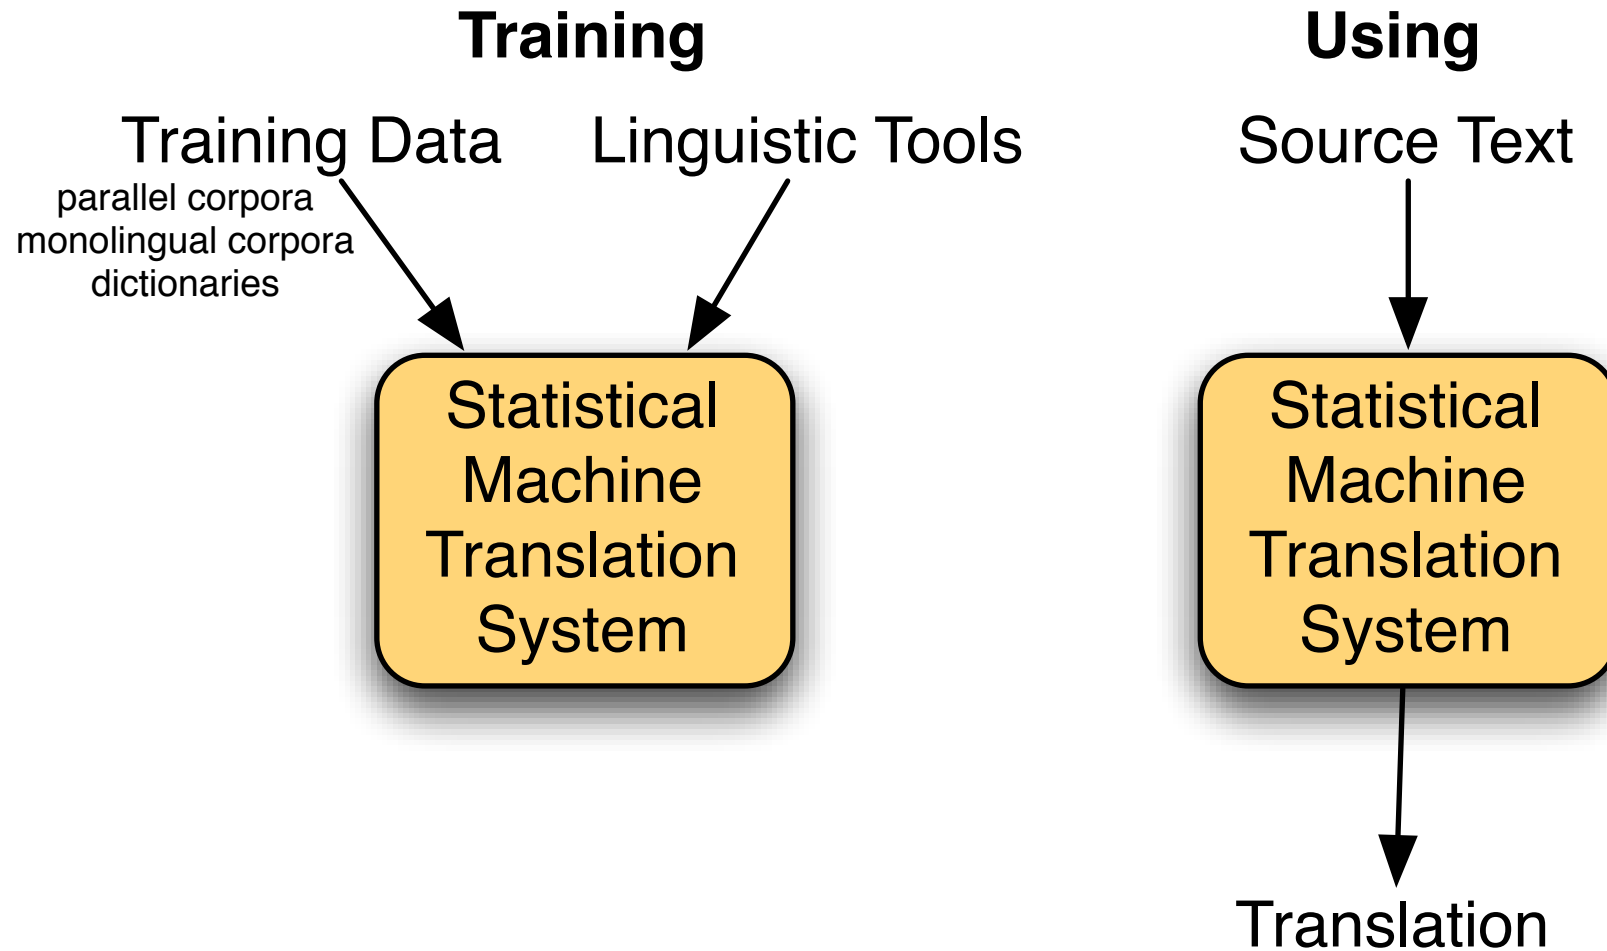 Training
Training Data
parallel corpora
monolingual corpora
dictionaries
Linguistic Tools
Statistical
Machine
Translation
System
Using
Source Text
Statistical
Machine
Translation
System
Translation